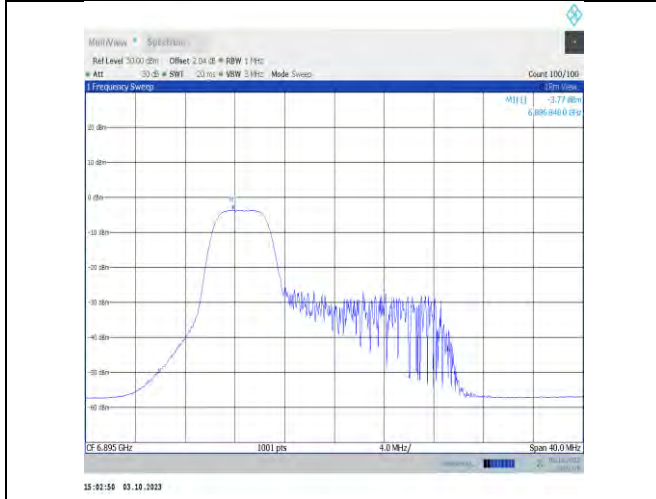 MultiView Spectrum
Ref Level 30.00 dBm Offset 2.04 dB RBW 1 MHz
Att 30 dB SWT 20 ms VBW 3 MHz Mode Sweep Count 100/100
1 Frequency Sweep 1Rm View
M1[1] -3.77 dBm
20 dBm
10 dBm
0 dBm
-10 dBm
-20 dBm
-30 dBm
-40 dBm
-50 dBm
-60 dBm
CF 6.895 GHz 1001 pts 4.0 MHz/ Span 40.0 MHz
15:02:50 03.10.2023